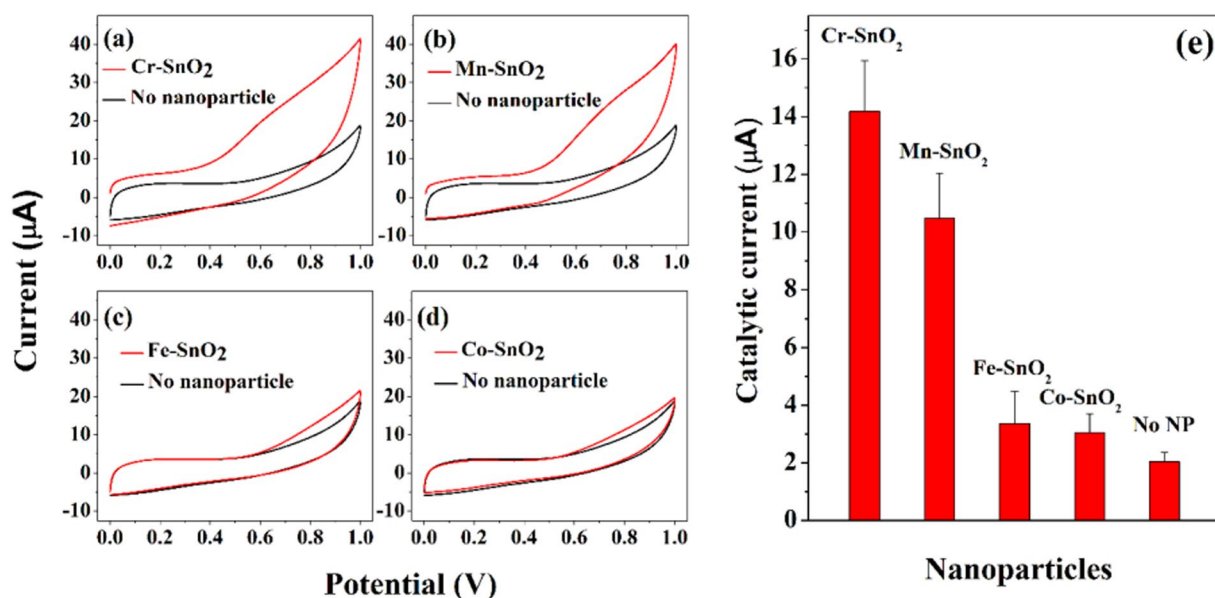 (a)
Cr-SnO2
No nanoparticle
40
30
20
10
0
-10
0.0 0.2 0.4 0.6 0.8 1.0
(b)
Mn-SnO2
No nanoparticle
40
30
20
10
0
-10
0.0 0.2 0.4 0.6 0.8 1.0
(c)
Fe-SnO2
No nanoparticle
40
30
20
10
0
-10
0.0 0.2 0.4 0.6 0.8 1.0
(d)
Co-SnO2
No nanoparticle
40
30
20
10
0
-10
0.0 0.2 0.4 0.6 0.8 1.0
Current (μA)
Potential (V)
(e)
Cr-SnO2
Mn-SnO2
Fe-SnO2
Co-SnO2
No NP
16
14
12
10
8
6
4
2
0
Catalytic current (μA)
Nanoparticles